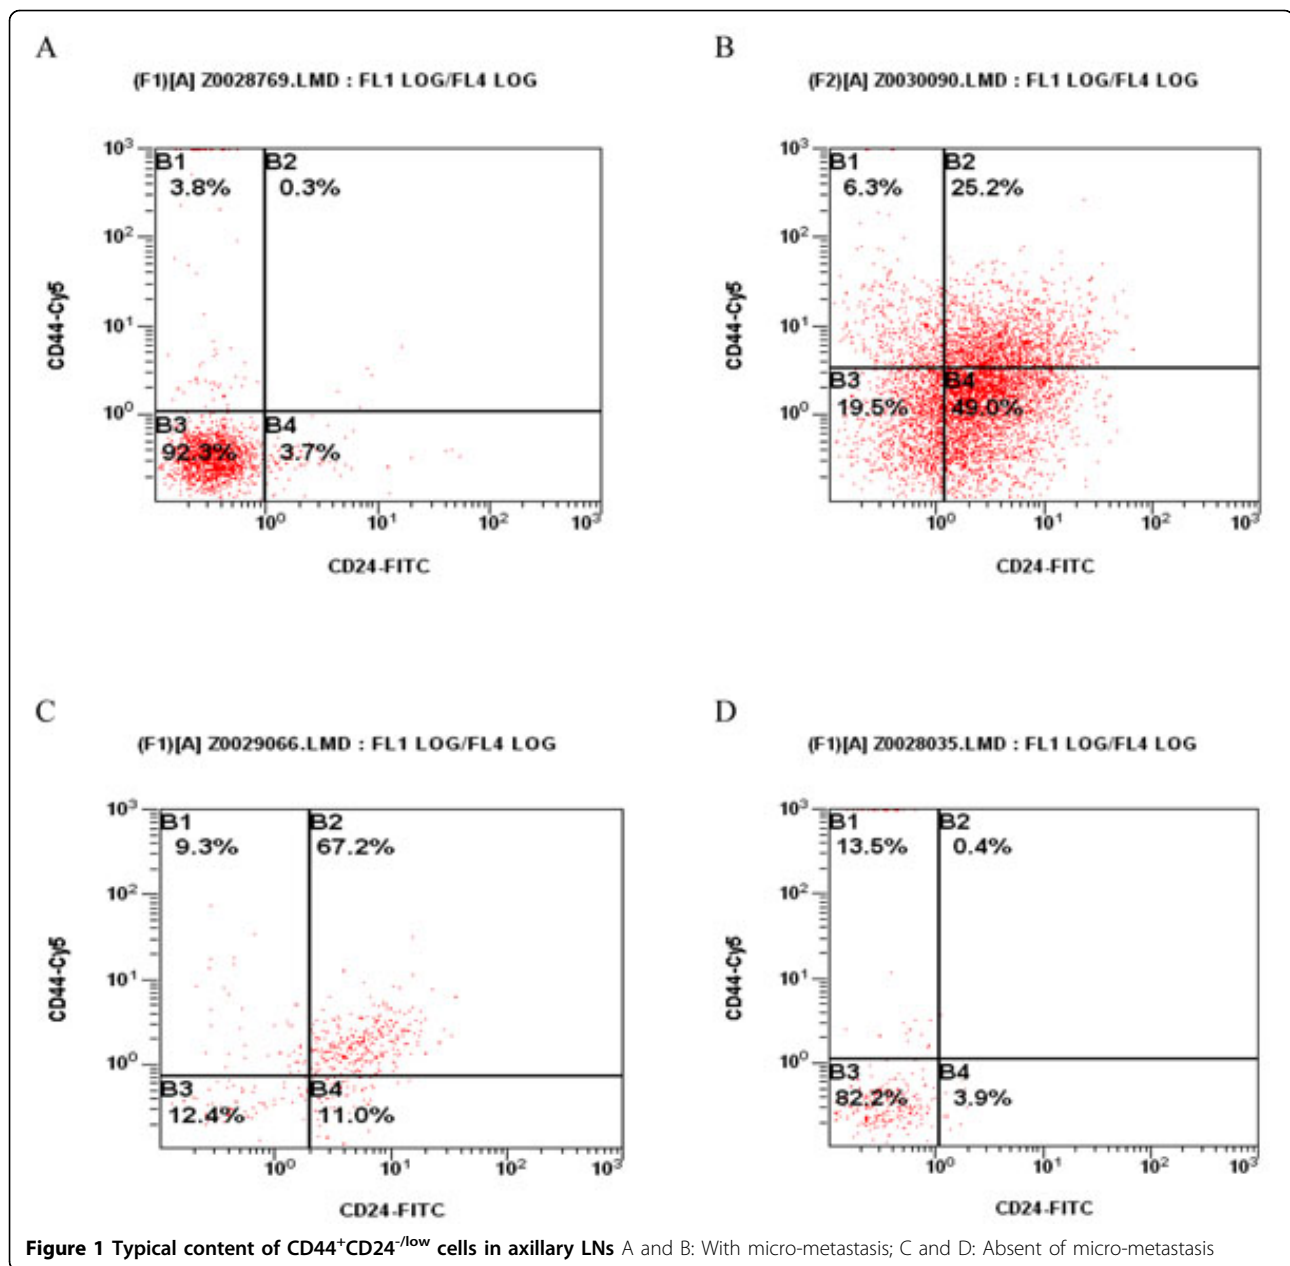 A
(F1)[A] Z0028769.LMD : FL1 LOG/FL4 LOG
10³
B1
B2
3.8%
0.3%
10²
10¹
10⁰
B3
B4
92.3%
3.7%
10⁰
10¹
10²
10³
CD44-Cy5
CD24-FITC
B
(F2)[A] Z0030090.LMD : FL1 LOG/FL4 LOG
10³
B1
B2
6.3%
25.2%
10²
10¹
B3
B4
10⁰
19.5%
49.0%
10⁰
10¹
10²
10³
CD44-Cy5
CD24-FITC
C
(F1)[A] Z0029066.LMD : FL1 LOG/FL4 LOG
10³
B1
B2
9.3%
67.2%
10²
10¹
10⁰
B3
B4
12.4%
11.0%
10⁰
10¹
10²
10³
CD44-Cy5
CD24-FITC
D
(F1)[A] Z0028035.LMD : FL1 LOG/FL4 LOG
10³
B1
B2
13.5%
0.4%
10²
10¹
10⁰
B3
B4
82.2%
3.9%
10⁰
10¹
10²
10³
CD44-Cy5
CD24-FITC
Figure 1 Typical content of CD44⁺CD24⁻/ˡᵒʷ cells in axillary LNs A and B: With micro-metastasis; C and D: Absent of micro-metastasis